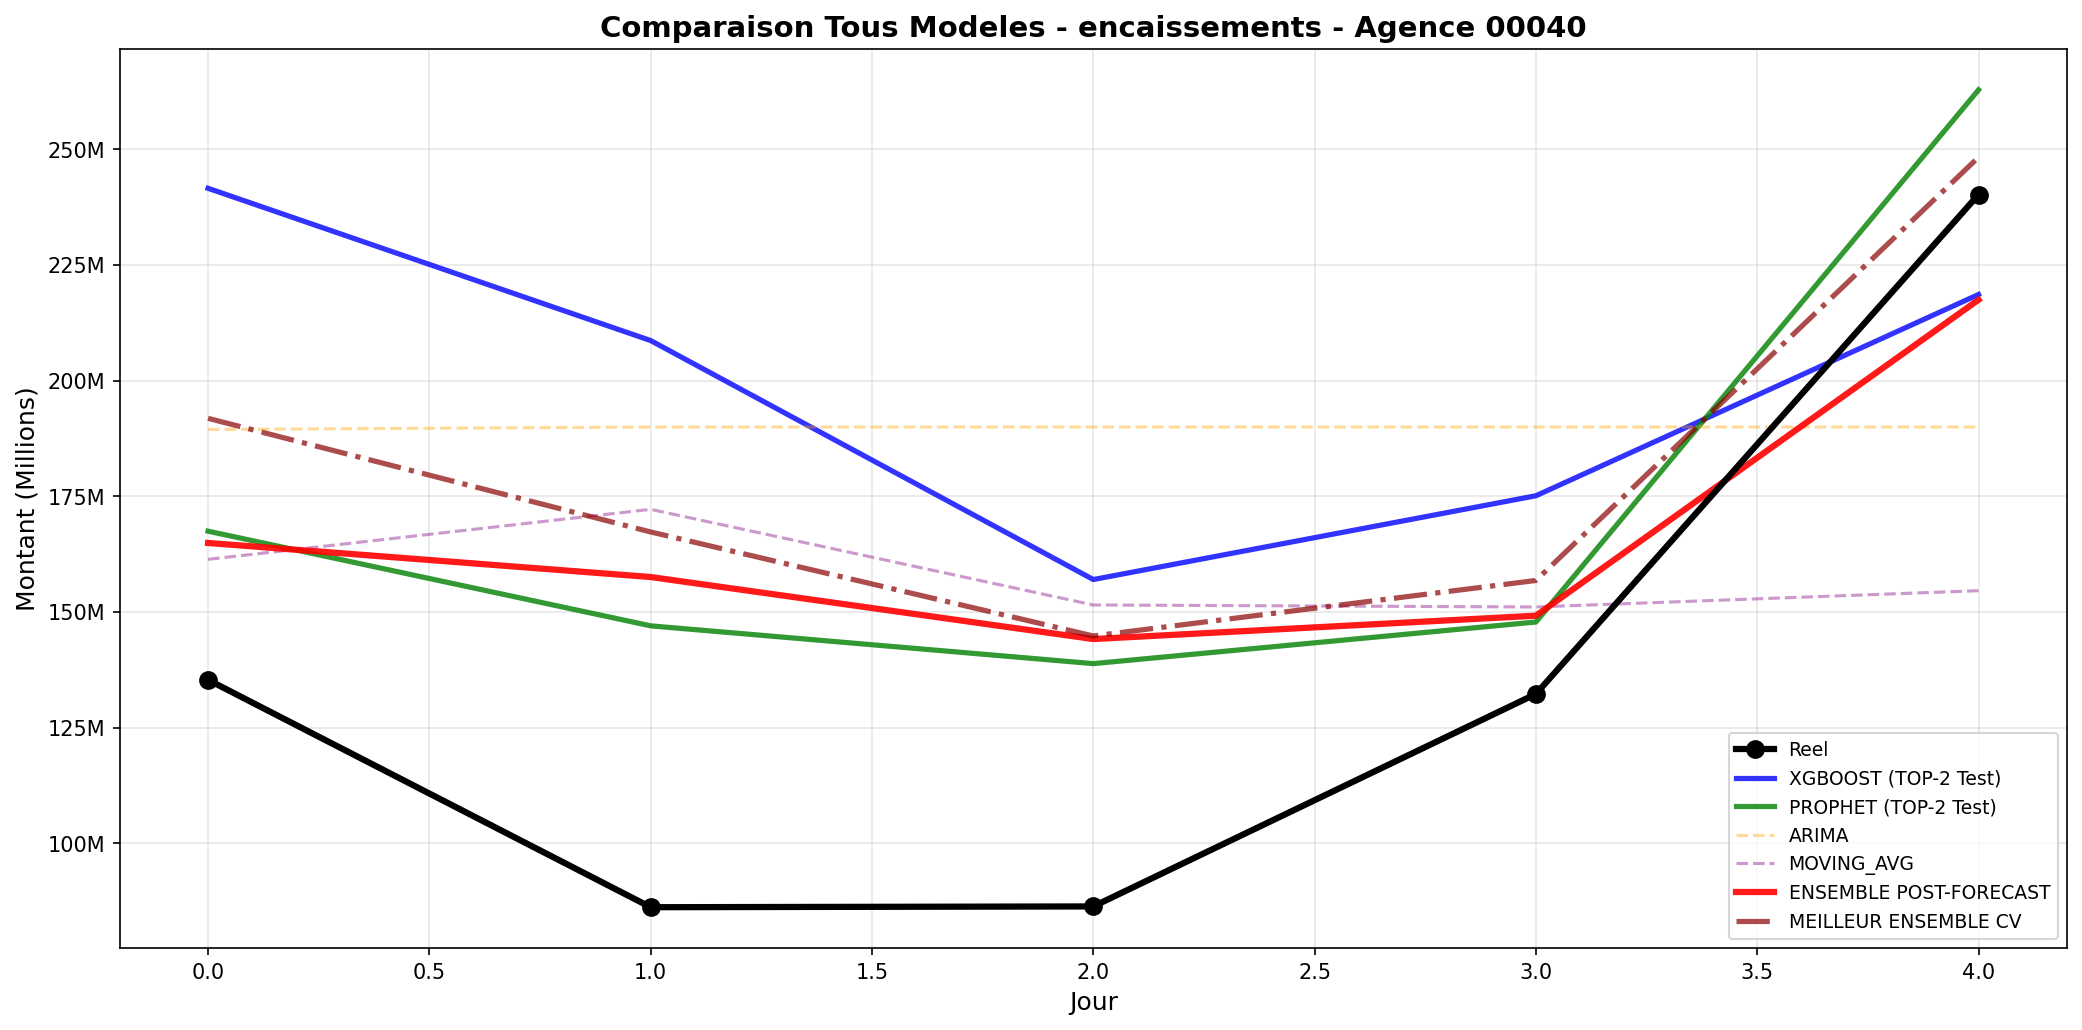 Comparaison Tous Modeles - encaissements - Agence 00040
Montant (Millions)
250M
225M
200M
175M
150M
125M
100M
0.0 0.5 1.0 1.5 2.0 2.5 3.0 3.5 4.0
Jour
Reel
XGBOOST (TOP-2 Test)
PROPHET (TOP-2 Test)
ARIMA
MOVING_AVG
ENSEMBLE POST-FORECAST
MEILLEUR ENSEMBLE CV